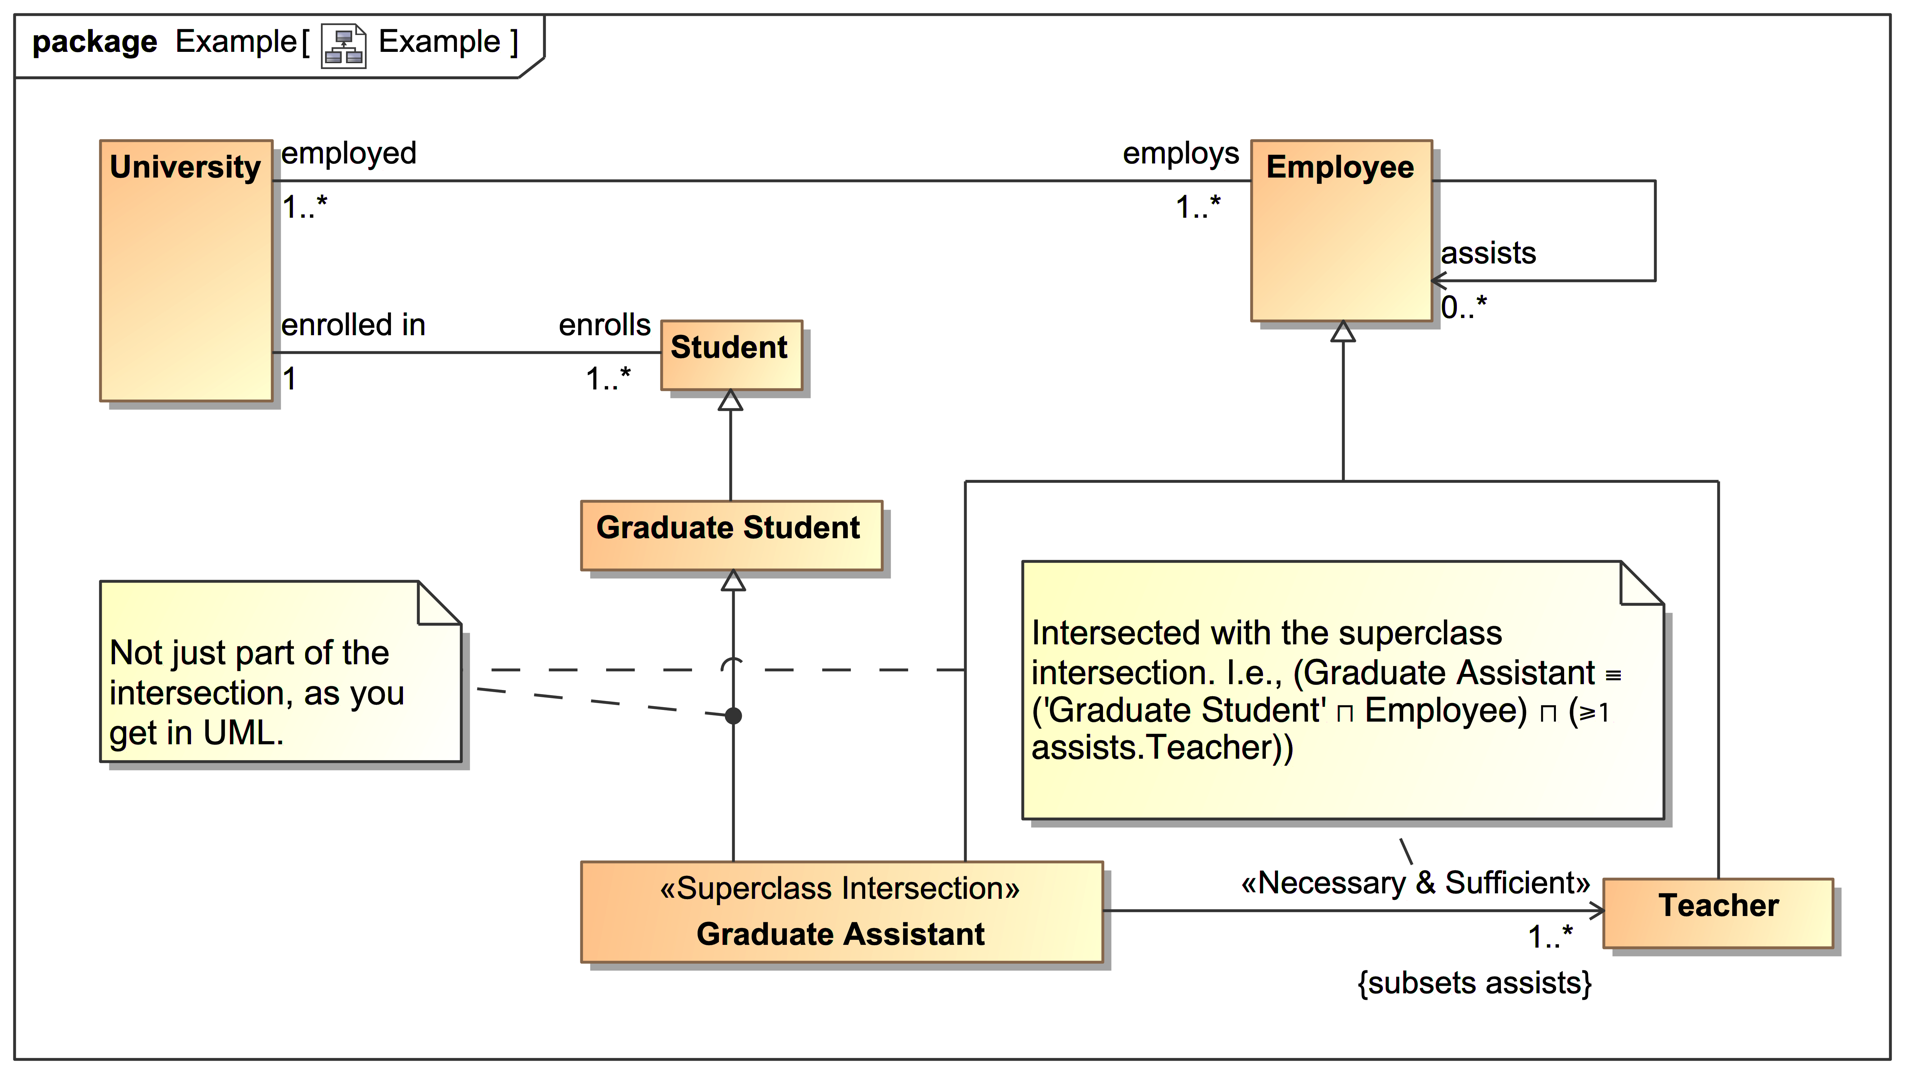 package Example[ Example ]
University
employed
1..*
employs
1..*
Employee
assists
0..*
enrolled in
1
enrolls
1..*
Student
Graduate Student
Not just part of the
intersection, as you
get in UML.
Intersected with the superclass
intersection. I.e., (Graduate Assistant ≡
('Graduate Student' ⊓ Employee) ⊓ (⩾1
assists.Teacher))
«Superclass Intersection»
Graduate Assistant
«Necessary & Sufficient»
1..*
{subsets assists}
Teacher